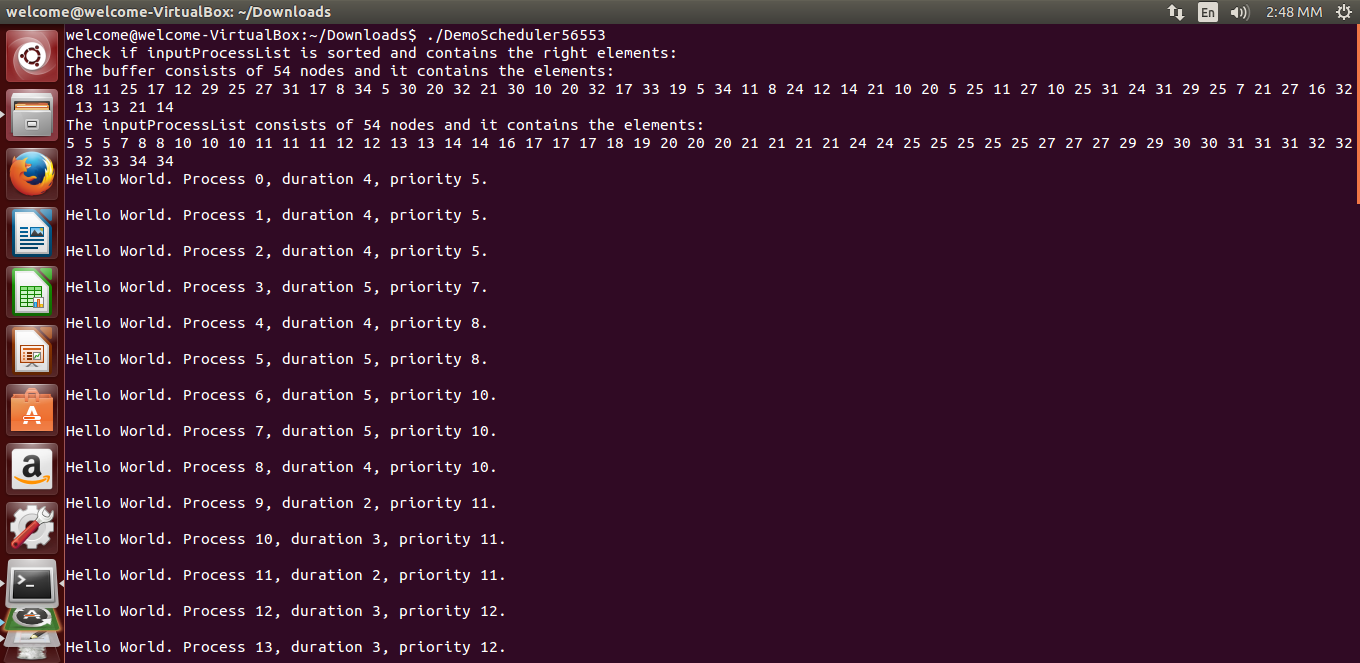 welcome@welcome-VirtualBox: ~/Downloads
En
2:48 MM
welcome@welcome-VirtualBox:~/Downloads$ ./DemoScheduler56553
Check if inputProcessList is sorted and contains the right elements:
The buffer consists of 54 nodes and it contains the elements:
18 11 25 17 12 29 25 27 31 17 8 34 5 30 20 32 21 30 10 20 32 17 33 19 5 34 11 8 24 12 14 21 10 20 5 25 11 27 10 25 31 24 31 29 25 7 21 27 16 32
13 13 21 14
The inputProcessList consists of 54 nodes and it contains the elements:
5 5 5 7 8 8 10 10 10 11 11 11 12 12 13 13 14 14 16 17 17 17 18 19 20 20 20 21 21 21 21 24 24 25 25 25 25 25 27 27 27 29 29 30 30 31 31 31 32 32
32 33 34 34
Hello World. Process 0, duration 4, priority 5.
Hello World. Process 1, duration 4, priority 5.
Hello World. Process 2, duration 4, priority 5.
Hello World. Process 3, duration 5, priority 7.
Hello World. Process 4, duration 4, priority 8.
Hello World. Process 5, duration 5, priority 8.
Hello World. Process 6, duration 5, priority 10.
Hello World. Process 7, duration 5, priority 10.
Hello World. Process 8, duration 4, priority 10.
Hello World. Process 9, duration 2, priority 11.
Hello World. Process 10, duration 3, priority 11.
Hello World. Process 11, duration 2, priority 11.
Hello World. Process 12, duration 3, priority 12.
Hello World. Process 13, duration 3, priority 12.